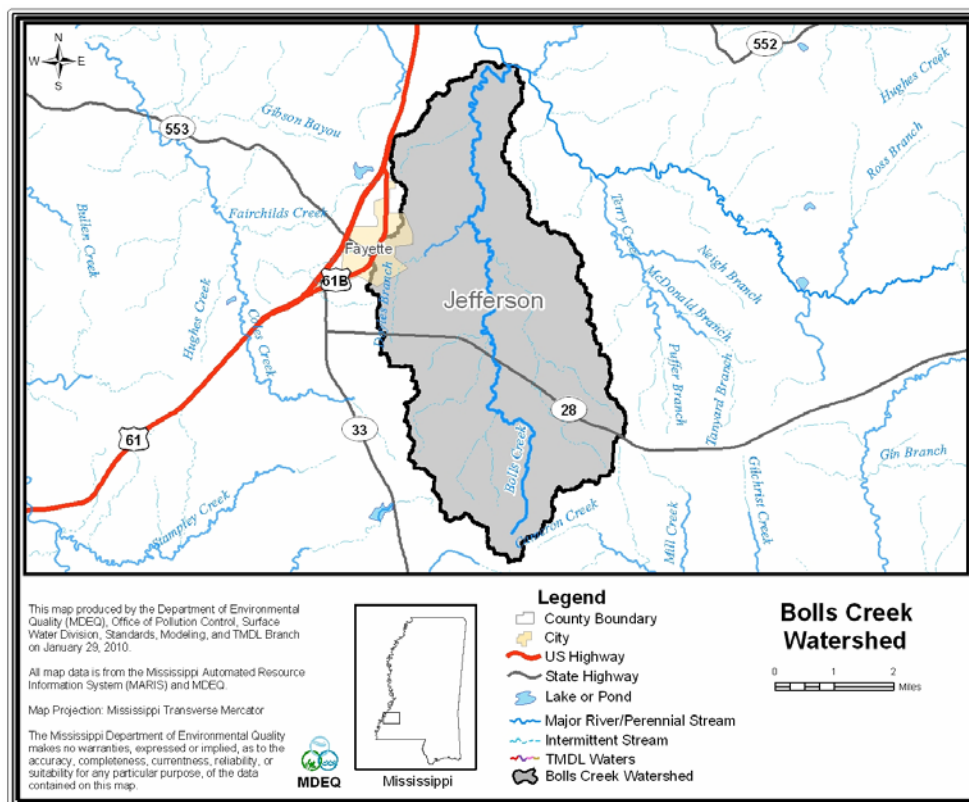 N
W E
S
552
Hughes Creek
Gibson Bayou
553
Ross Branch
Bullen Creek
Fairchilds Creek
Terry Creek
Fayette
Neigh Branch
61B
McDonald Branch
Jefferson
Hughes Creek
Coles Creek
Branch
Puffer Branch
Tanyard Branch
28
33
61
Gin Branch
Bolls Creek
Gilchrist Creek
Stampley Creek
Creek
Mill Creek
This map produced by the Department of Environmental
Quality (MDEQ), Office of Pollution Control, Surface
Water Division, Standards, Modeling, and TMDL Branch
on January 29, 2010.
All map data is from the Mississippi Automated Resource
Information System (MARIS) and MDEQ.
Map Projection: Mississippi Transverse Mercator
The Mississippi Department of Environmental Quality
makes no warranties, expressed or implied, as to the
accuracy, completeness, currentness, reliability, or
suitability for any particular purpose, of the data
contained on this map.
MDEQ
Mississippi
Legend
County Boundary
City
US Highway
State Highway
Lake or Pond
Major River/Perennial Stream
Intermittent Stream
TMDL Waters
Bolls Creek Watershed
Bolls Creek
Watershed
0 1 2
Miles